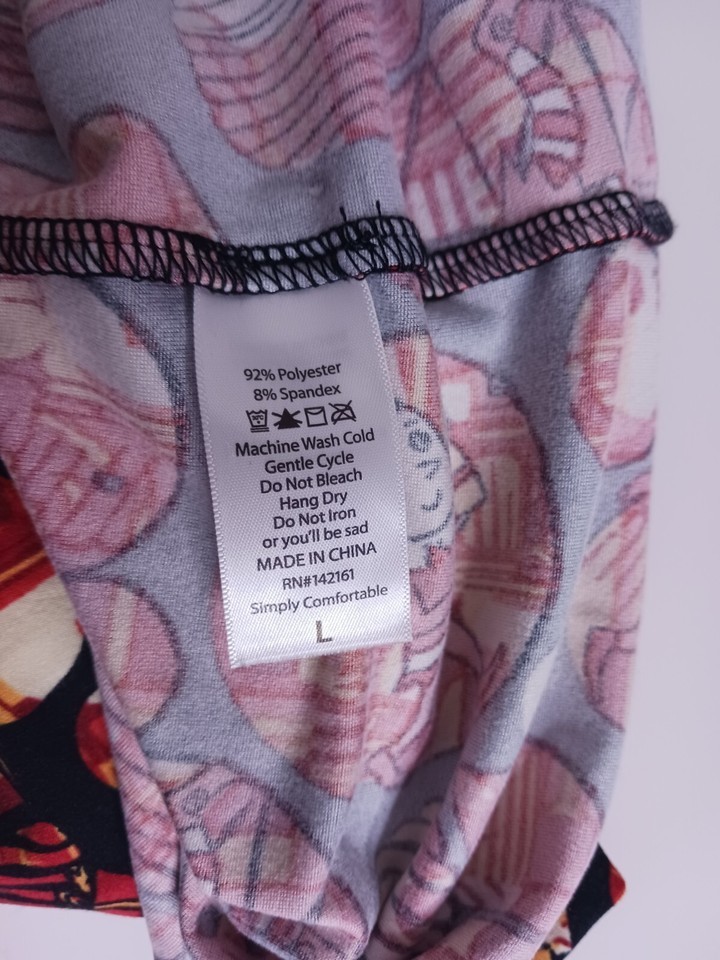 92% Polyester
8% Spandex
Machine Wash Cold
Gentle Cycle
Do Not Bleach
Hang Dry
Do Not Iron
or you'll be sad
MADE IN CHINA
RN#142161
Simply Comfortable
L